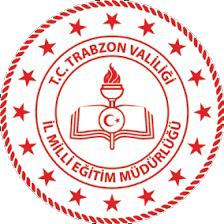 T.C. TRABZON VALİLİĞİ
İL MİLLİ EĞİTİM MÜDÜRLÜĞÜ